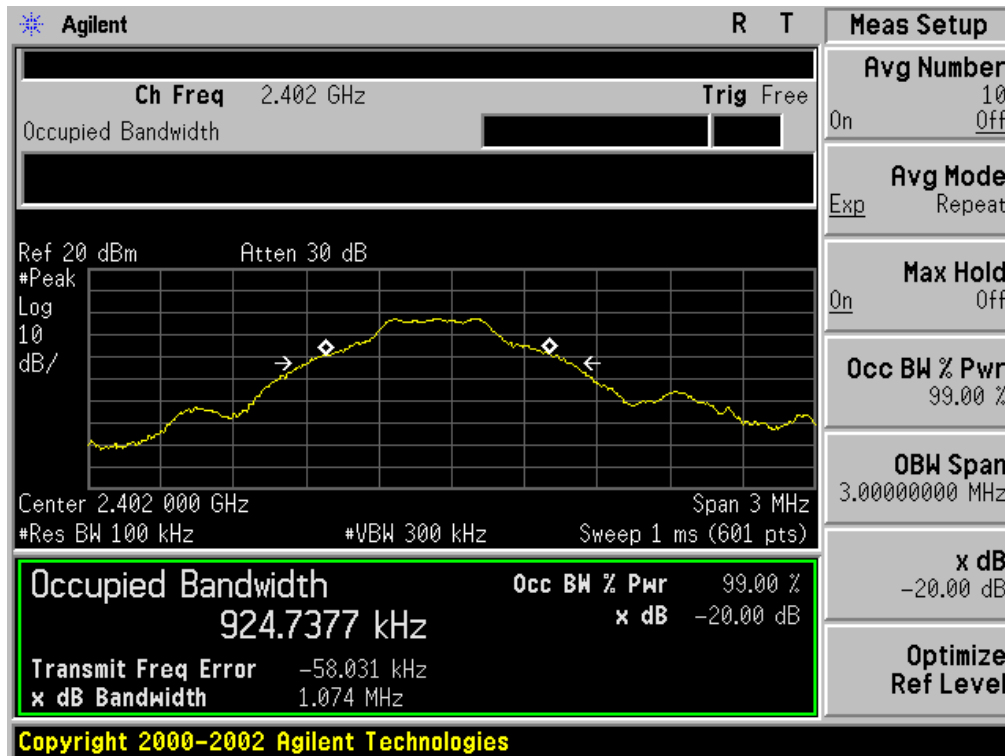 Agilent R T
Ch Freq 2.402 GHz Trig Free
Occupied Bandwidth
Ref 20 dBm Atten 30 dB
#Peak
Log
10
dB/
Center 2.402 000 GHz Span 3 MHz
#Res BW 100 kHz #VBW 300 kHz Sweep 1 ms (601 pts)
Occupied Bandwidth Occ BW % Pwr 99.00 %
924.7377 kHz x dB -20.00 dB
Transmit Freq Error -58.031 kHz
x dB Bandwidth 1.074 MHz
Copyright 2000-2002 Agilent Technologies
Meas Setup
Avg Number
10
On Off
Avg Mode
Exp Repeat
Max Hold
On Off
Occ BW % Pwr
99.00 %
OBW Span
3.00000000 MHz
x dB
-20.00 dB
Optimize
Ref Level